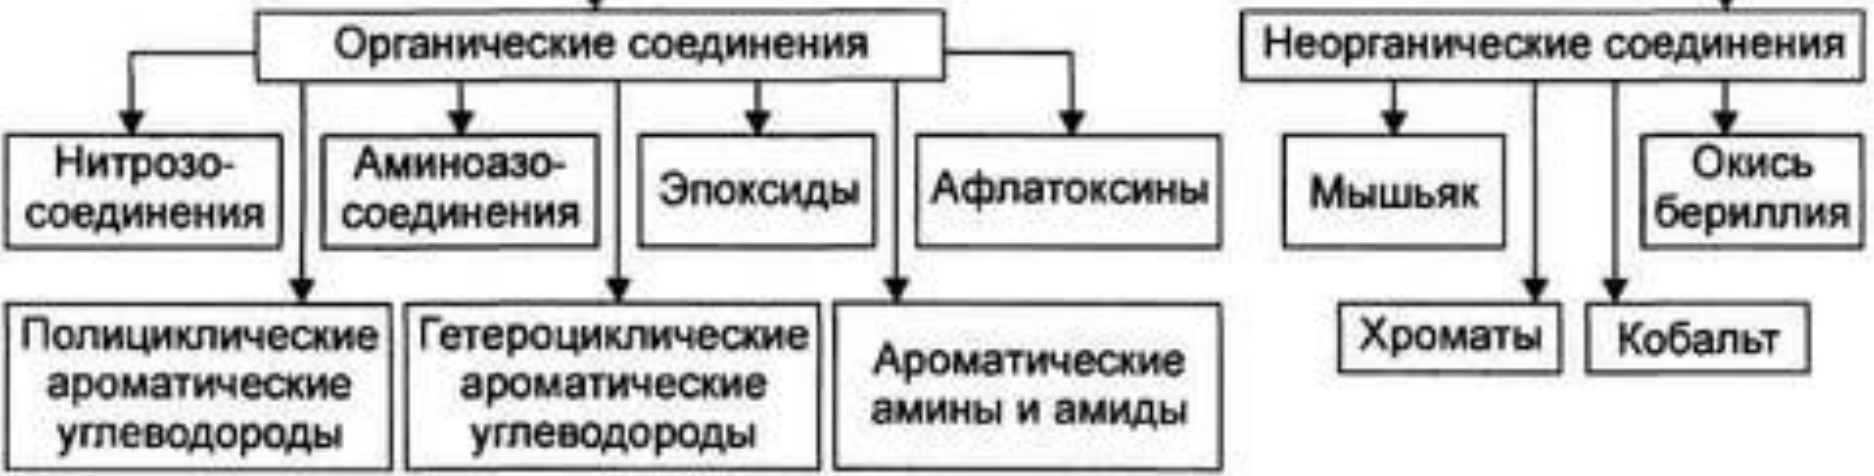 Органические соединения
Неорганические соединения
Нитрозо-
соединения
Аминоазо-
соединения
Эпоксиды
Афлатоксины
Мышьяк
Окись
бериллия
Полициклические
ароматические
углеводороды
Гетероциклические
ароматические
углеводороды
Ароматические
амины и амиды
Хроматы
Кобальт